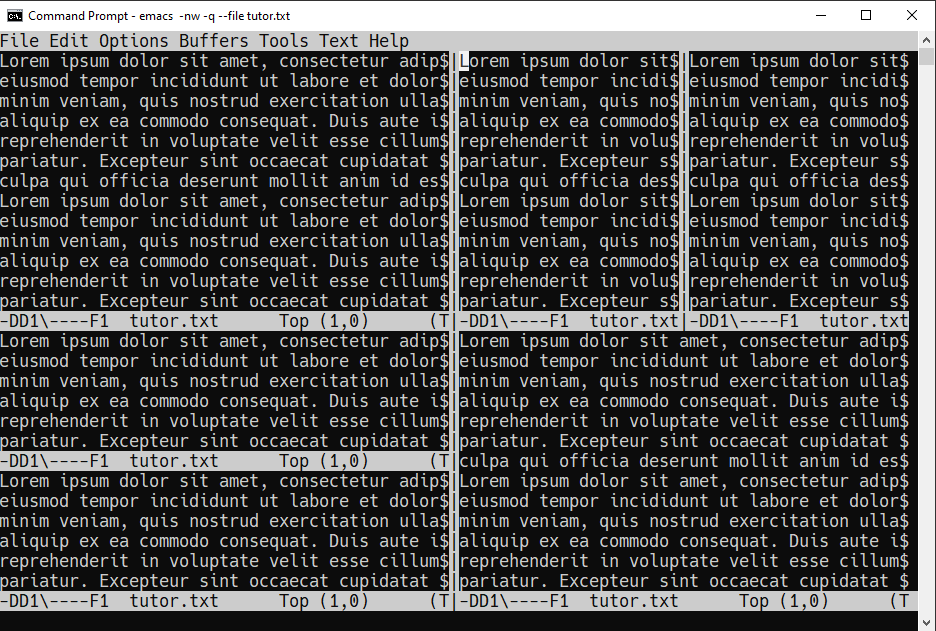 Command Prompt - emacs -nw -q --file tutor.txt
File Edit Options Buffers Tools Text Help
Lorem ipsum dolor sit amet, consectetur adip$|Lorem ipsum dolor sit$|Lorem ipsum dolor sit$
eiusmod tempor incididunt ut labore et dolor$|eiusmod tempor incidi$|eiusmod tempor incidi$
minim veniam, quis nostrud exercitation ulla$|minim veniam, quis no$|minim veniam, quis no$
aliquip ex ea commodo consequat. Duis aute i$|aliquip ex ea commodo$|aliquip ex ea commodo$
reprehenderit in voluptate velit esse cillum$|reprehenderit in volu$|reprehenderit in volu$
pariatur. Excepteur sint occaecat cupidatat $|pariatur. Excepteur s$|pariatur. Excepteur s$
culpa qui officia deserunt mollit anim id es$|culpa qui officia des$|culpa qui officia des$
Lorem ipsum dolor sit amet, consectetur adip$|Lorem ipsum dolor sit$|Lorem ipsum dolor sit$
eiusmod tempor incididunt ut labore et dolor$|eiusmod tempor incidi$|eiusmod tempor incidi$
minim veniam, quis nostrud exercitation ulla$|minim veniam, quis no$|minim veniam, quis no$
aliquip ex ea commodo consequat. Duis aute i$|aliquip ex ea commodo$|aliquip ex ea commodo$
reprehenderit in voluptate velit esse cillum$|reprehenderit in volu$|reprehenderit in volu$
pariatur. Excepteur sint occaecat cupidatat $|pariatur. Excepteur s$|pariatur. Excepteur s$
-DD1\----F1  tutor.txt      Top (1,0)      (T|-DD1\----F1  tutor.txt|-DD1\----F1  tutor.txt
Lorem ipsum dolor sit amet, consectetur adip$|Lorem ipsum dolor sit amet, consectetur adip$
eiusmod tempor incididunt ut labore et dolor$|eiusmod tempor incididunt ut labore et dolor$
minim veniam, quis nostrud exercitation ulla$|minim veniam, quis nostrud exercitation ulla$
aliquip ex ea commodo consequat. Duis aute i$|aliquip ex ea commodo consequat. Duis aute i$
reprehenderit in voluptate velit esse cillum$|reprehenderit in voluptate velit esse cillum$
pariatur. Excepteur sint occaecat cupidatat $|pariatur. Excepteur sint occaecat cupidatat $
-DD1\----F1  tutor.txt      Top (1,0)      (T|culpa qui officia deserunt mollit anim id es$
Lorem ipsum dolor sit amet, consectetur adip$|Lorem ipsum dolor sit amet, consectetur adip$
eiusmod tempor incididunt ut labore et dolor$|eiusmod tempor incididunt ut labore et dolor$
minim veniam, quis nostrud exercitation ulla$|minim veniam, quis nostrud exercitation ulla$
aliquip ex ea commodo consequat. Duis aute i$|aliquip ex ea commodo consequat. Duis aute i$
reprehenderit in voluptate velit esse cillum$|reprehenderit in voluptate velit esse cillum$
pariatur. Excepteur sint occaecat cupidatat $|pariatur. Excepteur sint occaecat cupidatat $
-DD1\----F1  tutor.txt      Top (1,0)      (T|-DD1\----F1  tutor.txt      Top (1,0)      (T